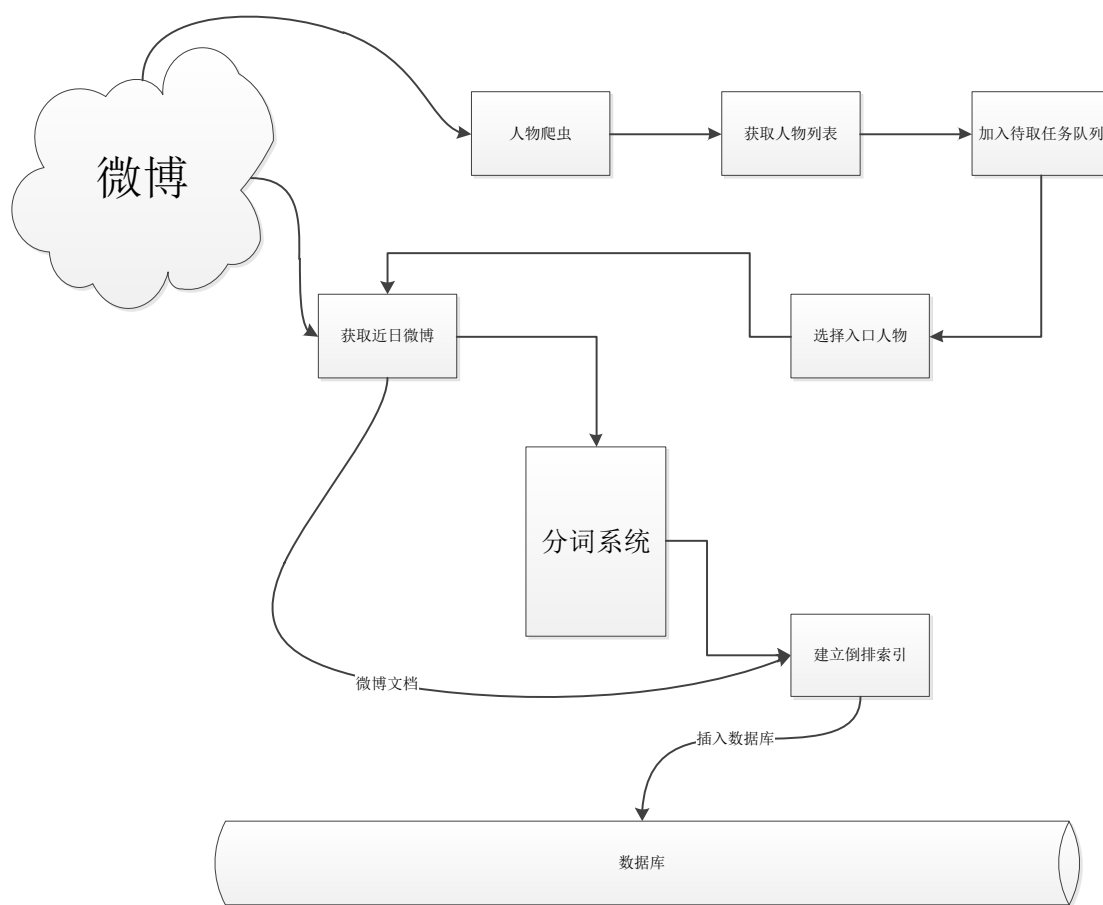 微博
人物爬虫
获取人物列表
加入待取任务队列
获取近日微博
选择入口人物
分词系统
建立倒排索引
微博文档
插入数据库
数据库